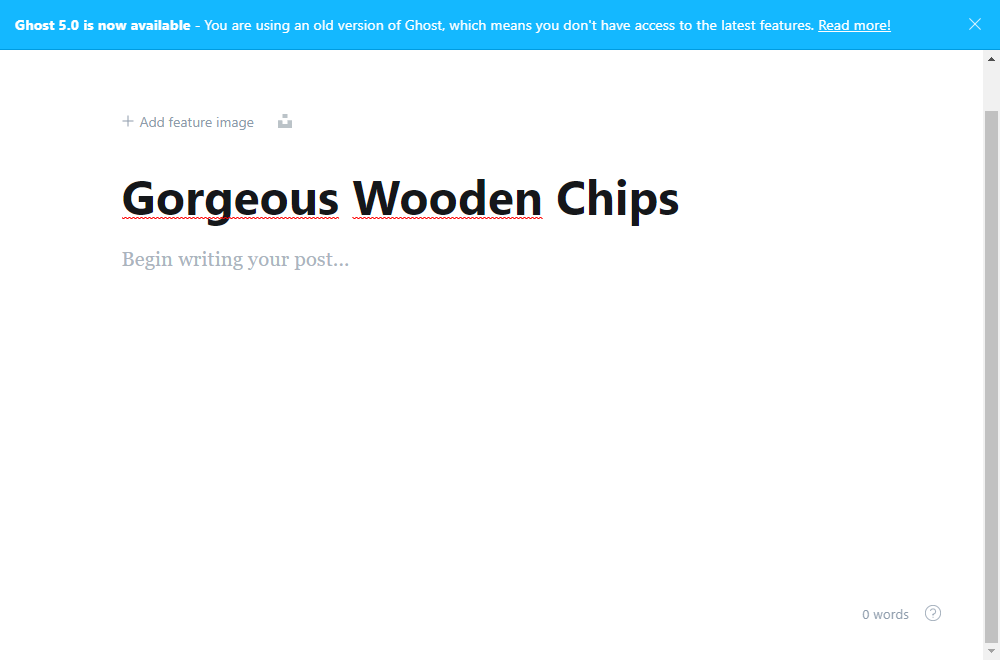 Ghost 5.0 is now available - You are using an old version of Ghost, which means you don't have access to the latest features. Read more!
Add feature image
Gorgeous Wooden Chips
Begin writing your post...
0 words